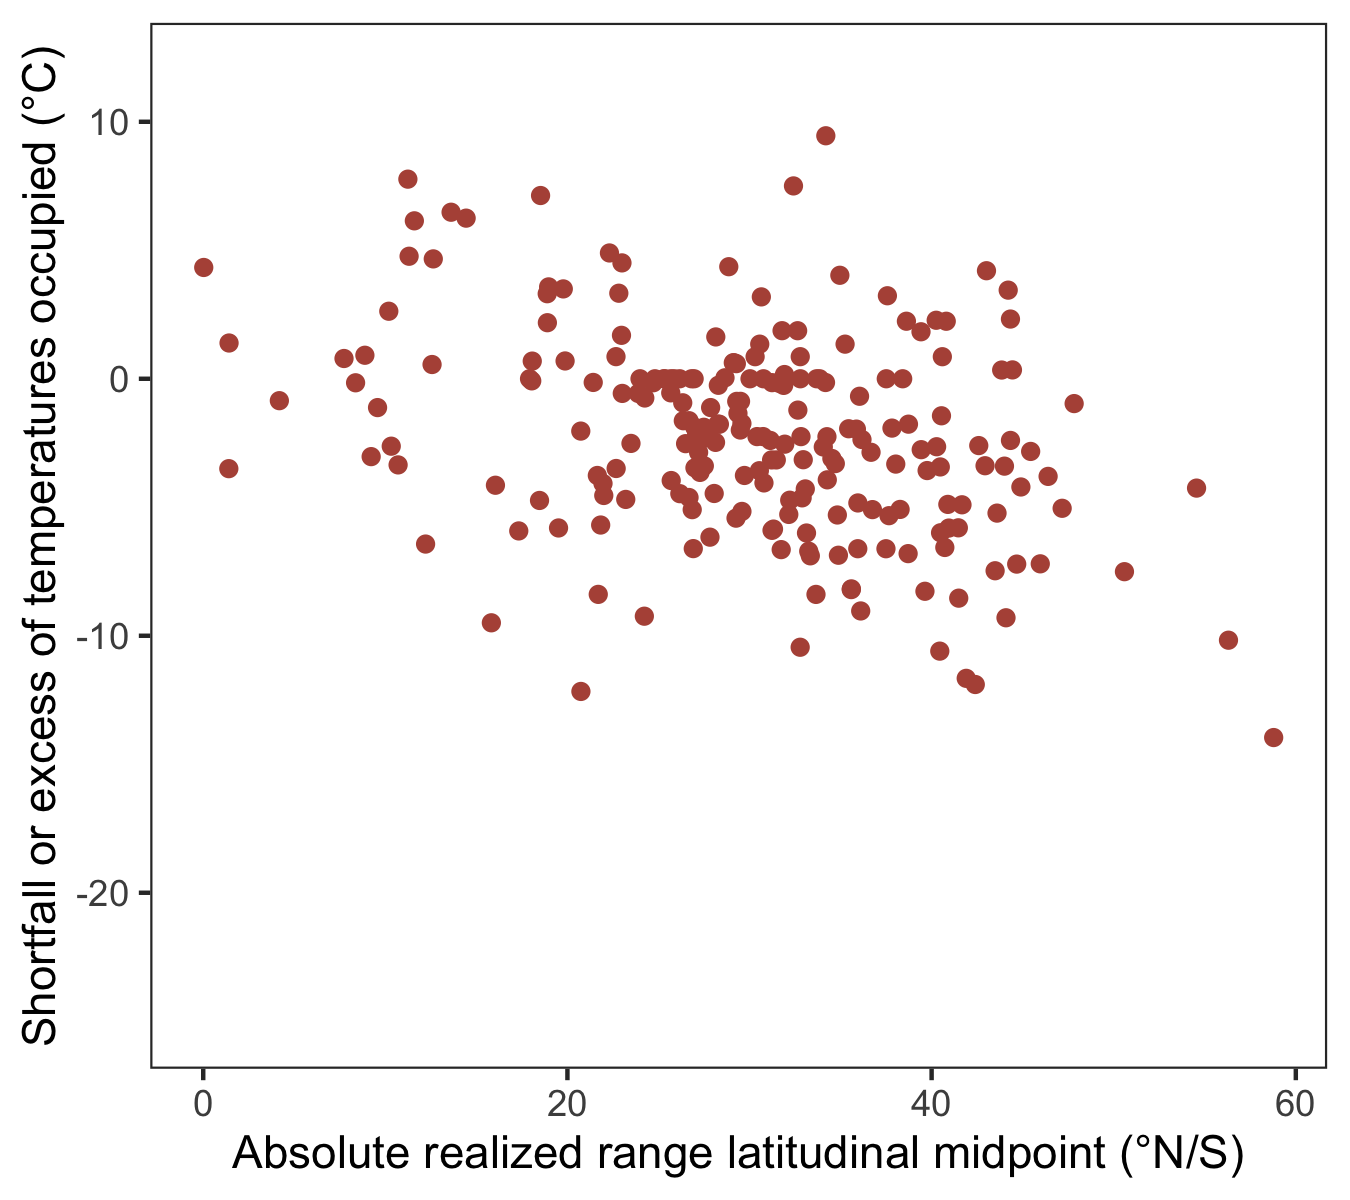 Shortfall or excess of temperatures occupied (°C)
10
0
-10
-20
0 20 40 60
Absolute realized range latitudinal midpoint (°N/S)